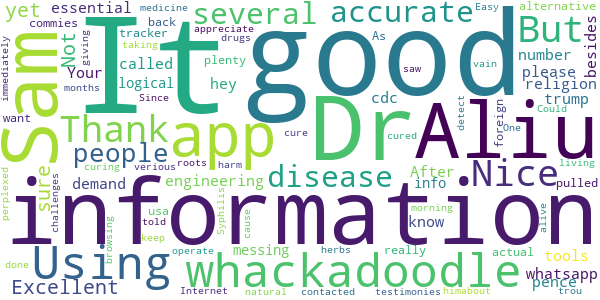 yet essential medicine back several accurate But alternative
commies tracker As Easy
Not Your called plenty appreciate saw vain number besides
immediately Sam It logical hey drugs good please religion
months giving taking Since cdc Could trump
want Thank app Dr Aliu detect foreign One
people cure cured roots harm After Nice living
perplexed sure challenges curing verious disease info pulled
demand engineering Syphilis cause know
information
usa told keep morning actual alive tools
Using browsing messing really whatsapp
done Excellent operate whackadoodle herbs pence
Internet natural contacted testimonies himabout trou